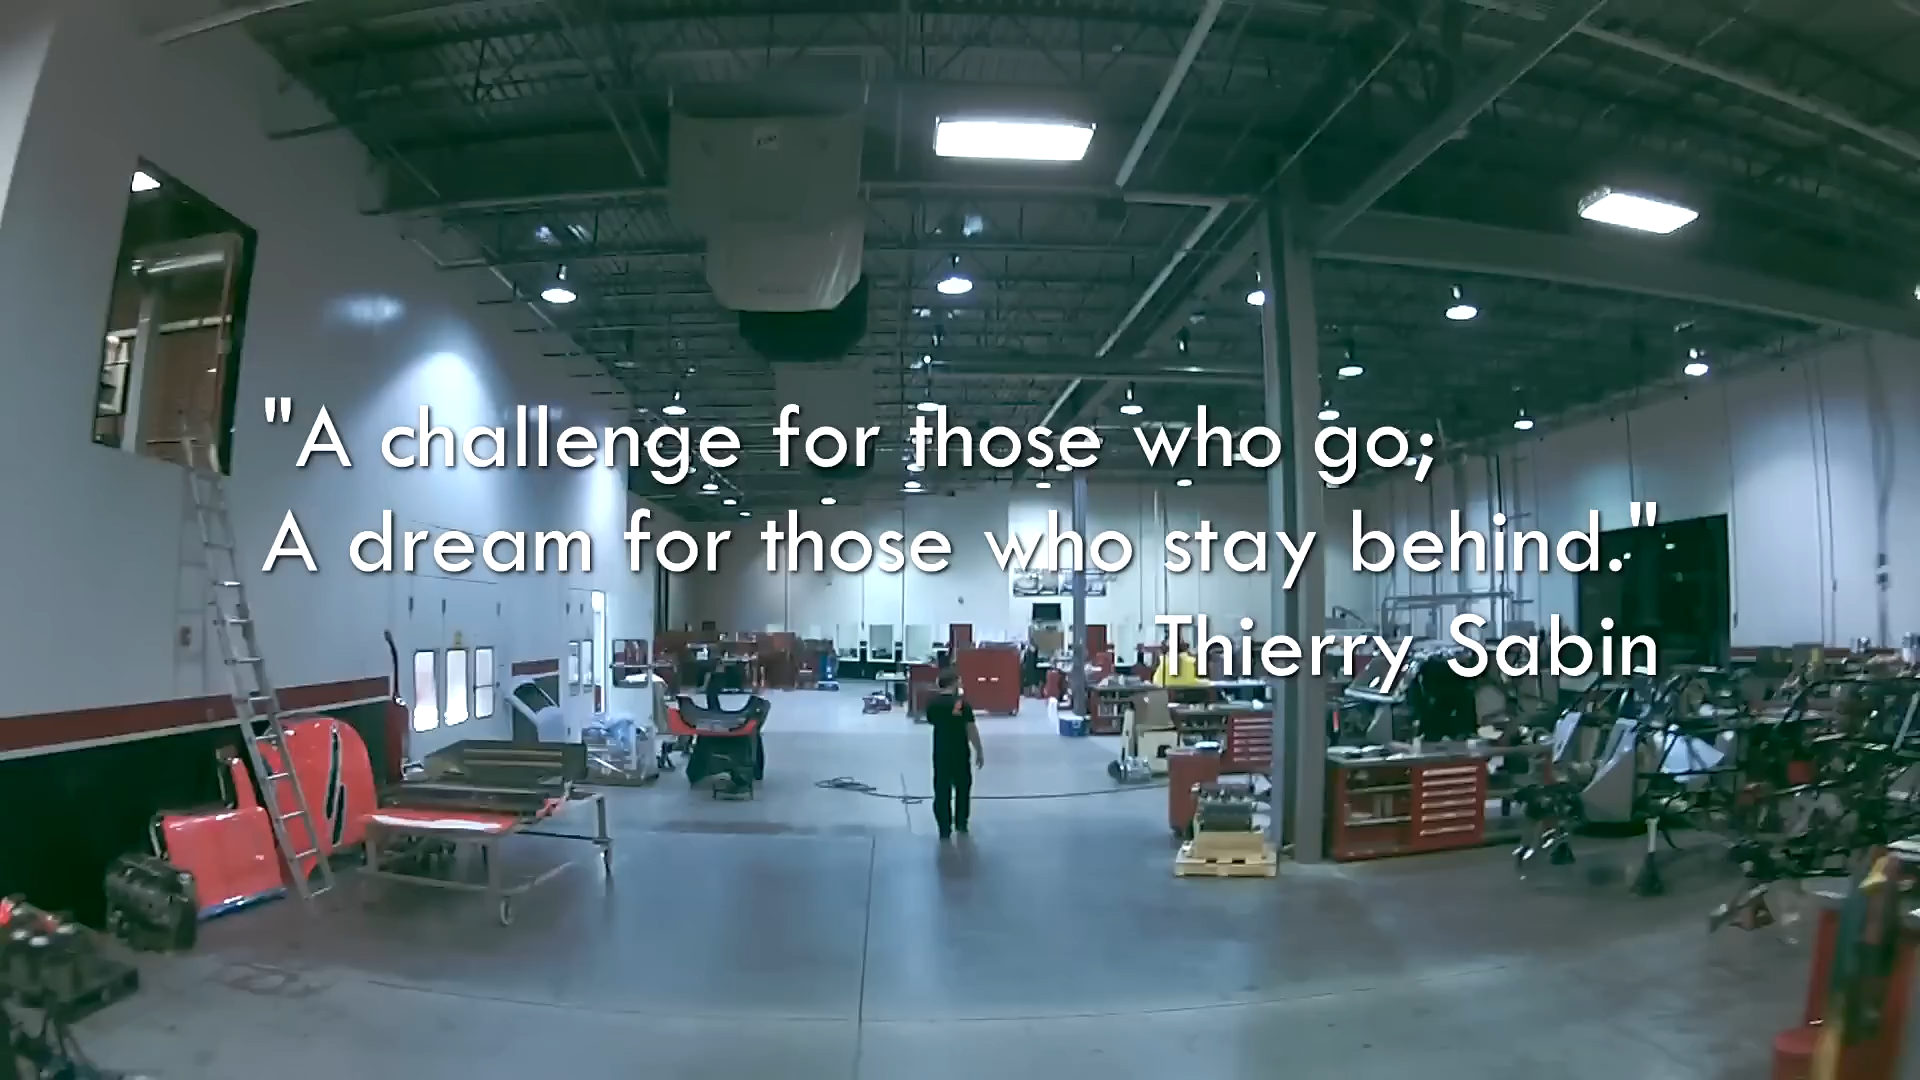 "A challenge for those who go;
A dream for those who stay behind."
Thierry Sabin